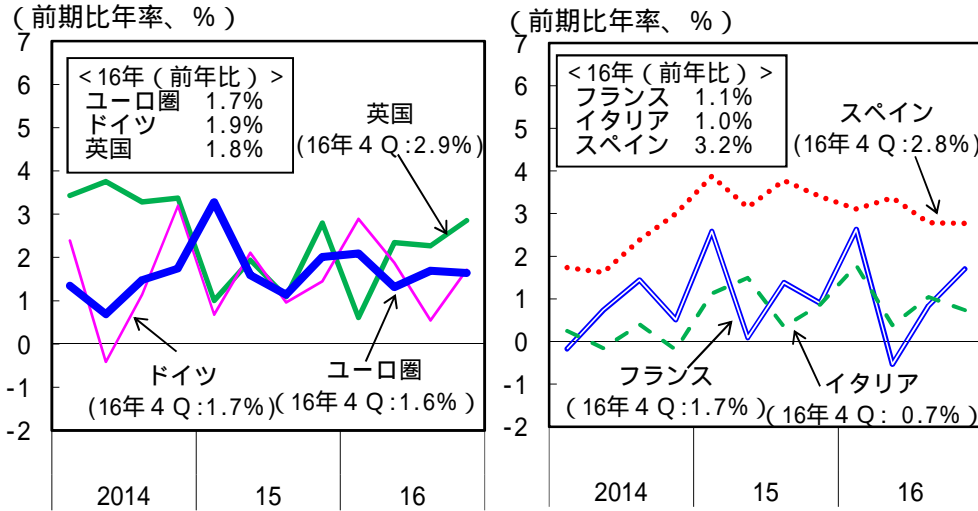 (前期比年率、%)
7
6
5
4
3
2
1
0
-1
-2
<16年(前年比)>
ユーロ圏 1.7%
ドイツ 1.9%
英国 1.8%
英国
(16年4Q:2.9%)
ドイツ
(16年4Q:1.7%)
ユーロ圏
(16年4Q:1.6%)
2014 15 16
(前期比年率、%)
7
6
5
4
3
2
1
0
-1
-2
<16年(前年比)>
フランス 1.1%
イタリア 1.0%
スペイン 3.2%
スペイン
(16年4Q:2.8%)
フランス
(16年4Q:1.7%)
イタリア
(16年4Q: 0.7%)
2014 15 16